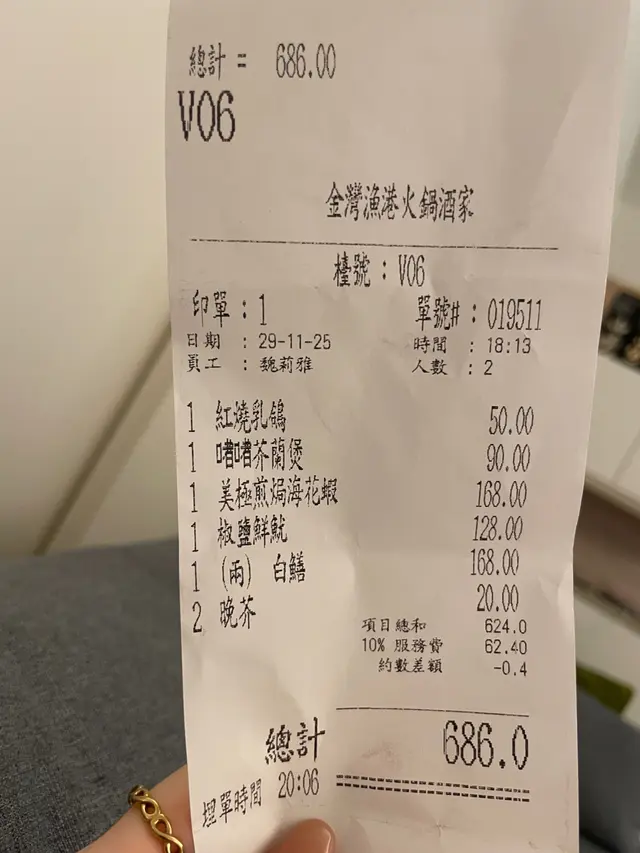 總計 = 686.00
V06
金灣漁港火鍋酒家
檯號 : V06
印單 : 1 單號# : 019511
日期 : 29-11-25 時間 : 18:13
員工 : 魏莉雅 人數 : 2
1 紅燒乳鴿 50.00
1 啫啫芥蘭煲 90.00
1 美極煎焗海花蝦 168.00
1 椒鹽鮮魷 128.00
1 (兩) 白鱔 168.00
2 晚芥 20.00
項目總和 624.0
10% 服務費 62.40
約數差額 -0.4
總計 686.0
埋單時間 20:06